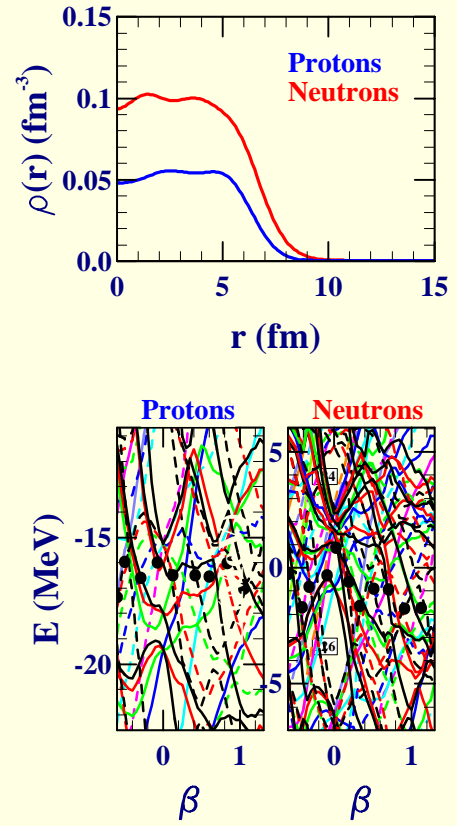 0.15
Protons
Neutrons
0.1
0.05
0.0
ρ(r) (fm-3)
0 5 10 15
r (fm)
Protons Neutrons
E (MeV)
-15
-20
5
0
-5
0 1 0 1
β β